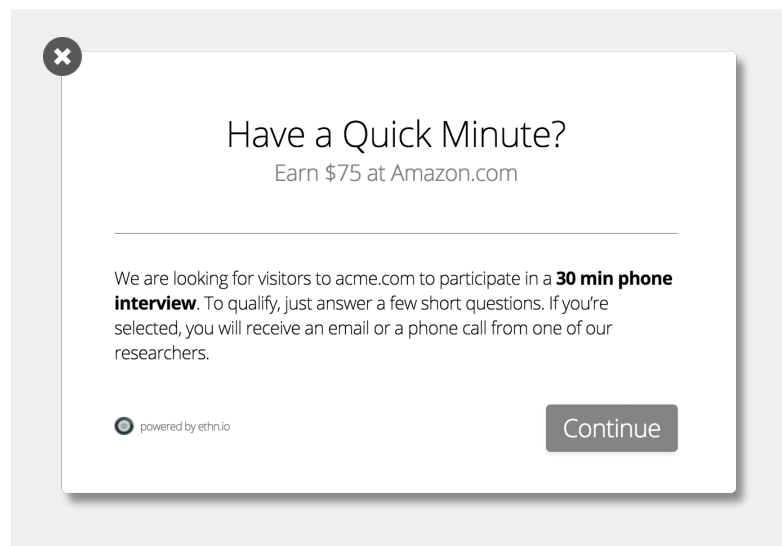 Have a Quick Minute?
Earn $75 at Amazon.com
We are looking for visitors to acme.com to participate in a 30 min phone
interview. To qualify, just answer a few short questions. If you’re
selected, you will receive an email or a phone call from one of our
researchers.
powered by ethn.io
Continue